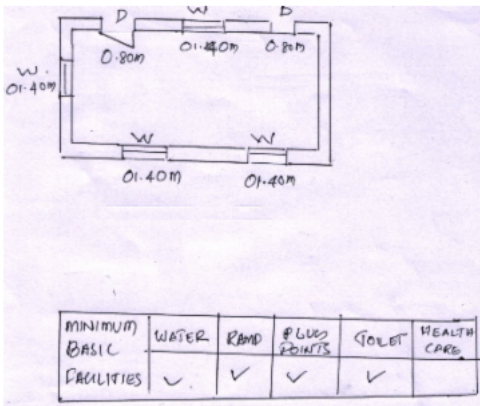 D W D
0.80m 01.40m 0.80m
W.
01.40m
W W
01.40m 01.40m
MINIMUM BASIC FACILITIES
WATER
RAMP
PLUG POINTS
TOILET
HEALTH CARE
✓ ✓ ✓ ✓